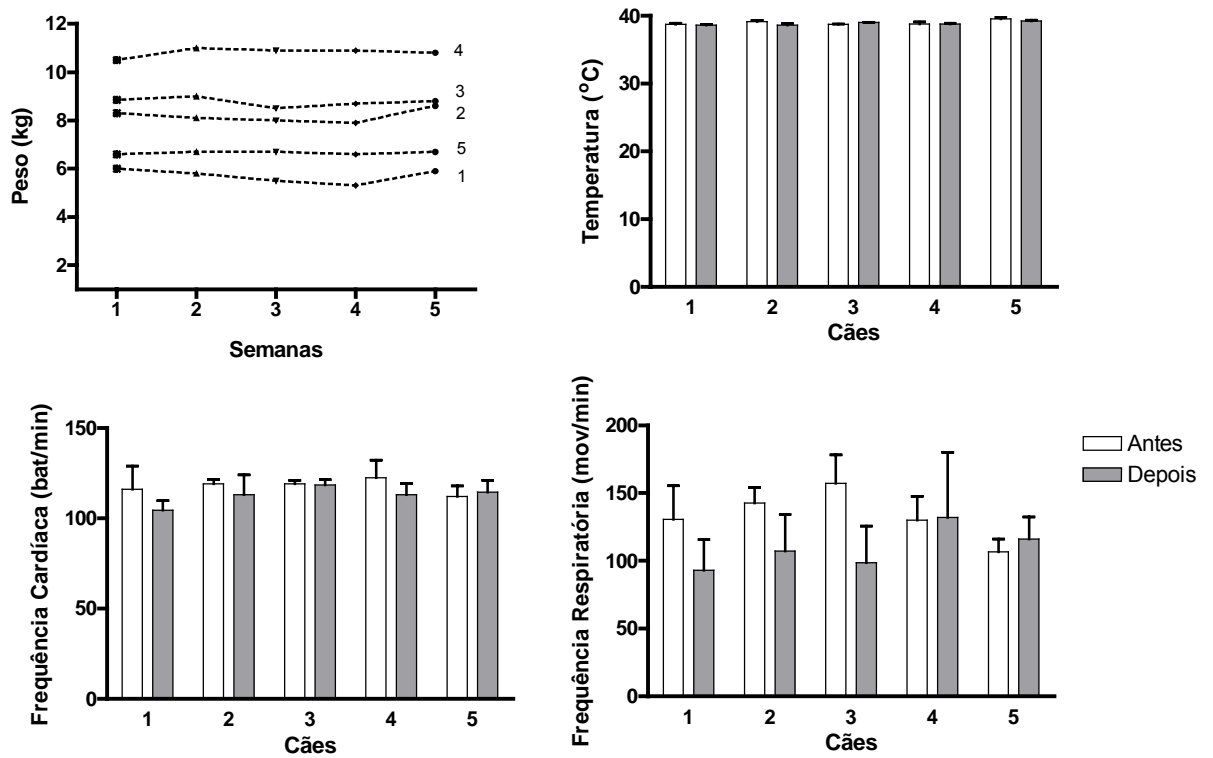 Peso (kg)
12
10
8
6
4
2
4
3
2
5
1
1 2 3 4 5
Semanas
Temperatura (°C)
40
30
20
10
0
1 2 3 4 5
Cães
Frequência Cardíaca (bat/min)
150
100
50
0
1 2 3 4 5
Cães
Frequência Respiratória (mov/min)
200
150
100
50
0
1 2 3 4 5
Cães
Antes
Depois